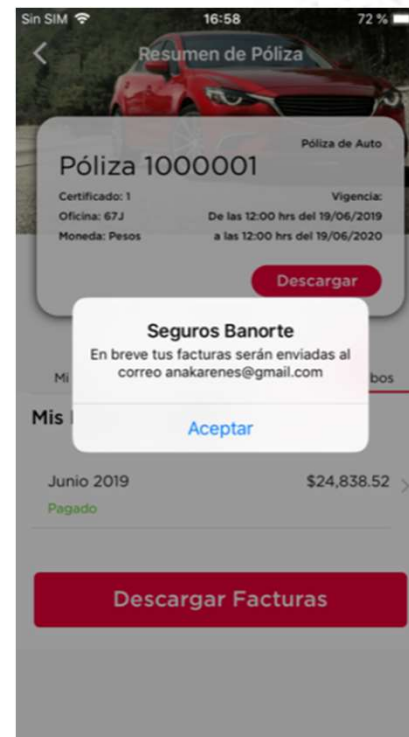 Sin SIM 16:58 72 %
Resumen de Póliza
Póliza de Auto
Póliza 1000001
Certificado: 1 Vigencia:
Oficina: 67J De las 12:00 hrs del 19/06/2019
Moneda: Pesos a las 12:00 hrs del 19/06/2020
Descargar
Seguros Banorte
En breve tus facturas serán enviadas al
correo anakarenes@gmail.com
Aceptar
Mi bos
Mis
Junio 2019 $24,838.52
Pagado
Descargar Facturas